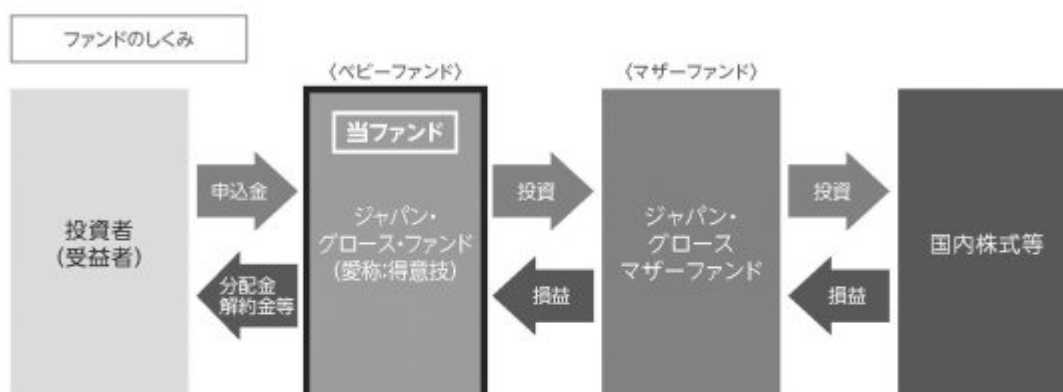 ファンドのしくみ
〈ベビーファンド〉
〈マザーファンド〉
投資者
(受益者)
申込金
分配金
解約金等
当ファンド
ジャパン・
グロース・ファンド
(愛称:得意技)
投資
損益
ジャパン・
グロース
マザーファンド
投資
損益
国内株式等